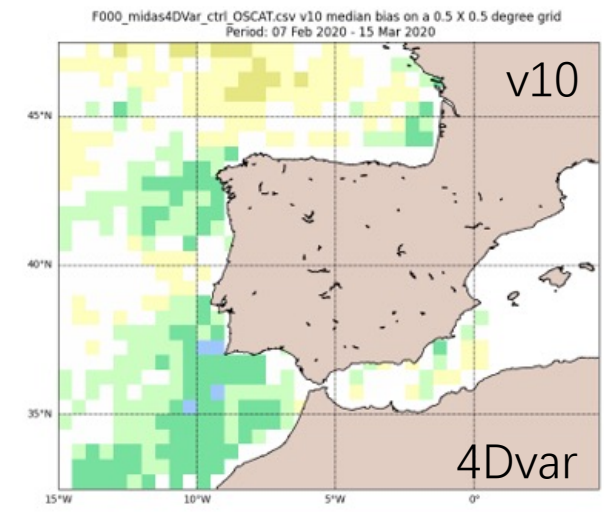 F000_midas4DVar_ctrl_OSCAT.csv v10 median bias on a 0.5 X 0.5 degree grid
Period: 07 Feb 2020 - 15 Mar 2020
v10
45°N
40°N
35°N
4Dvar
15°W 10°W 5°W 0°